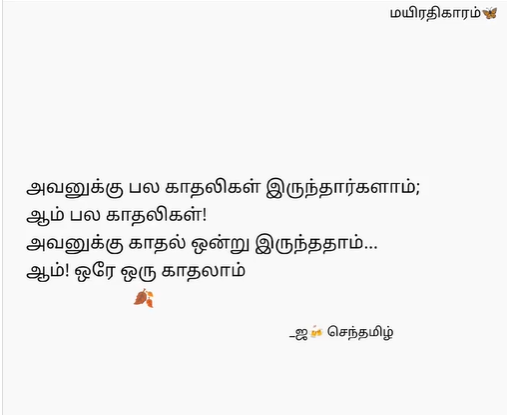 மயிரதிகாரம்🦋
அவனுக்கு பல காதலிகள் இருந்தார்களாம்;
ஆம் பல காதலிகள்!
அவனுக்கு காதல் ஒன்று இருந்ததாம்...
ஆம்! ஒரே ஒரு காதலாம்
🍂
_ஜ🍻 செந்தமிழ்